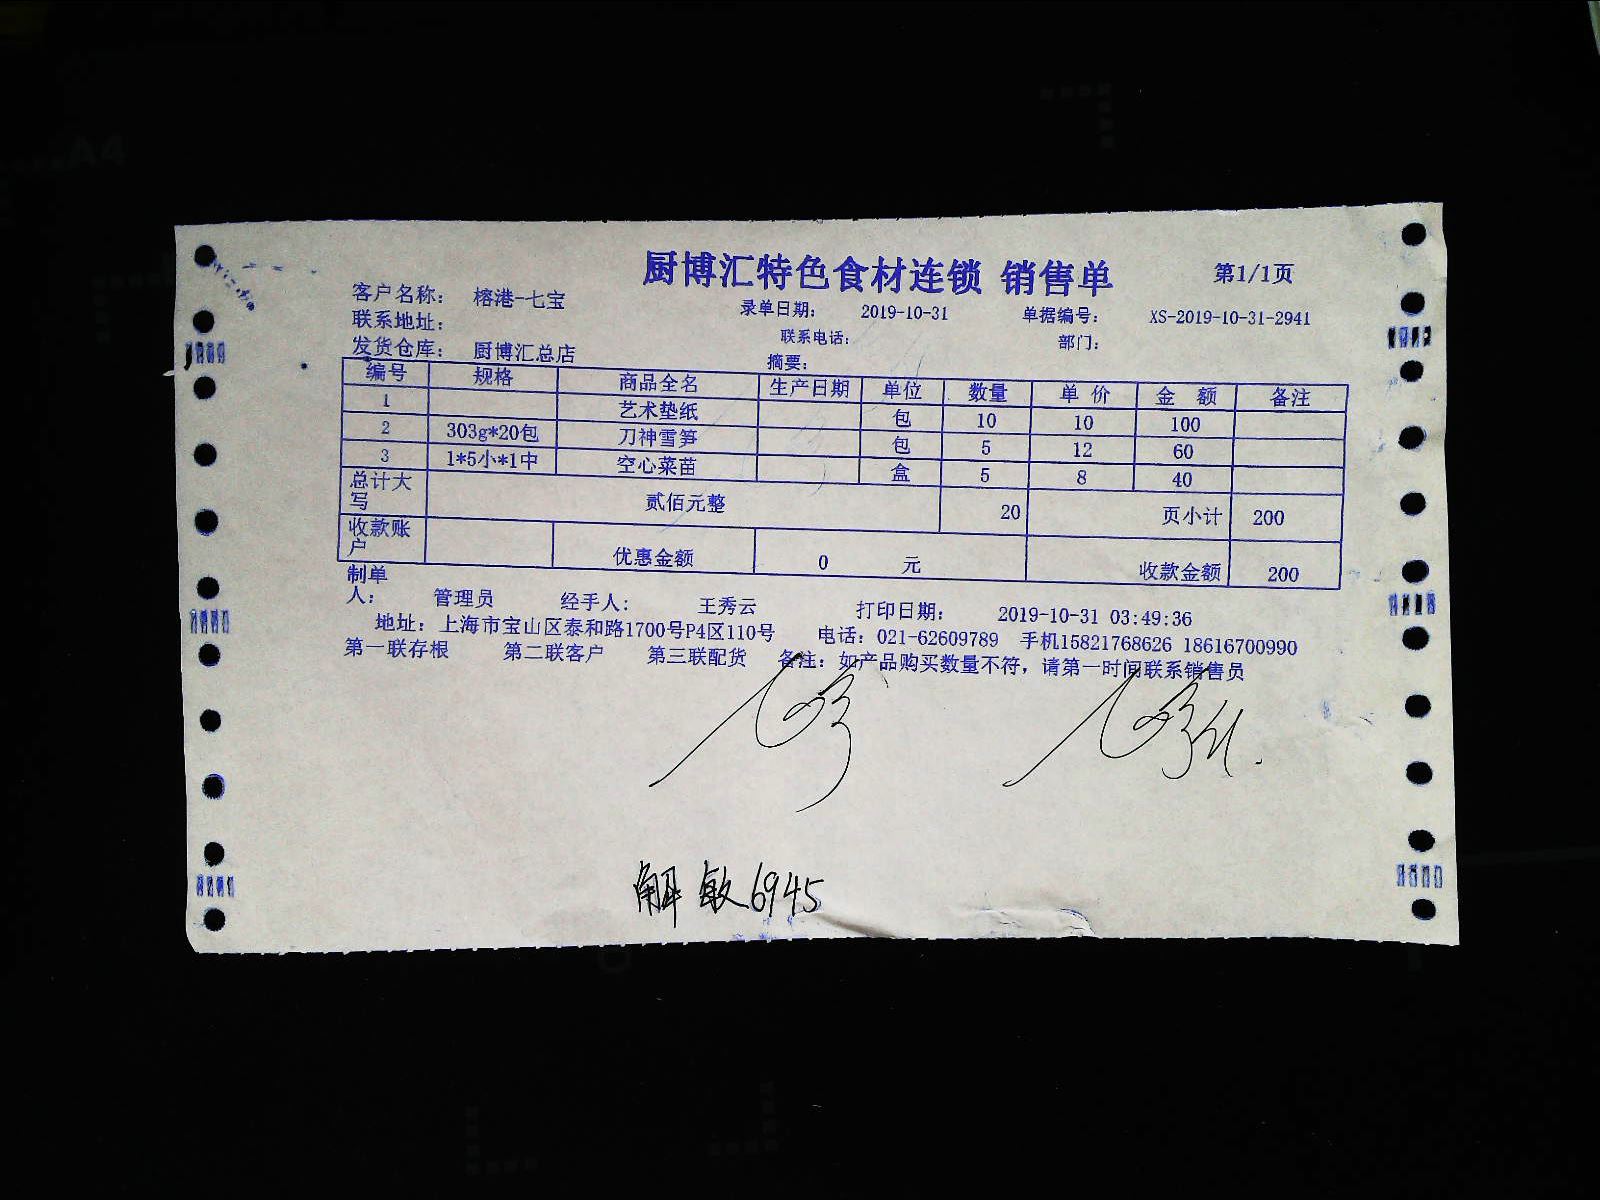 厨博汇特色食材连锁 销售单 第1/1页
客户名称： 榕港-七宝 录单日期： 2019-10-31 单据编号： XS-2019-10-31-2941
联系地址： 联系电话： 部门：
发货仓库： 厨博汇总店 摘要：
编号 规格 商品全名 生产日期 单位 数量 单 价 金 额 备注
1 艺术垫纸 包 10 10 100
2 303g*20包 刀神雪笋 包 5 12 60
3 1*5小*1中 空心菜苗 盒 5 8 40
总计大写 贰佰元整 20 页小计 200
收款账户 优惠金额 0 元 收款金额 200
制单人： 管理员 经手人： 王秀云 打印日期： 2019-10-31 03:49:36
地址：上海市宝山区泰和路1700号P4区110号 电话：021-62609789 手机15821768626 18616700990
第一联存根 第二联客户 第三联配货 备注：如产品购买数量不符，请第一时间联系销售员
解敏6945